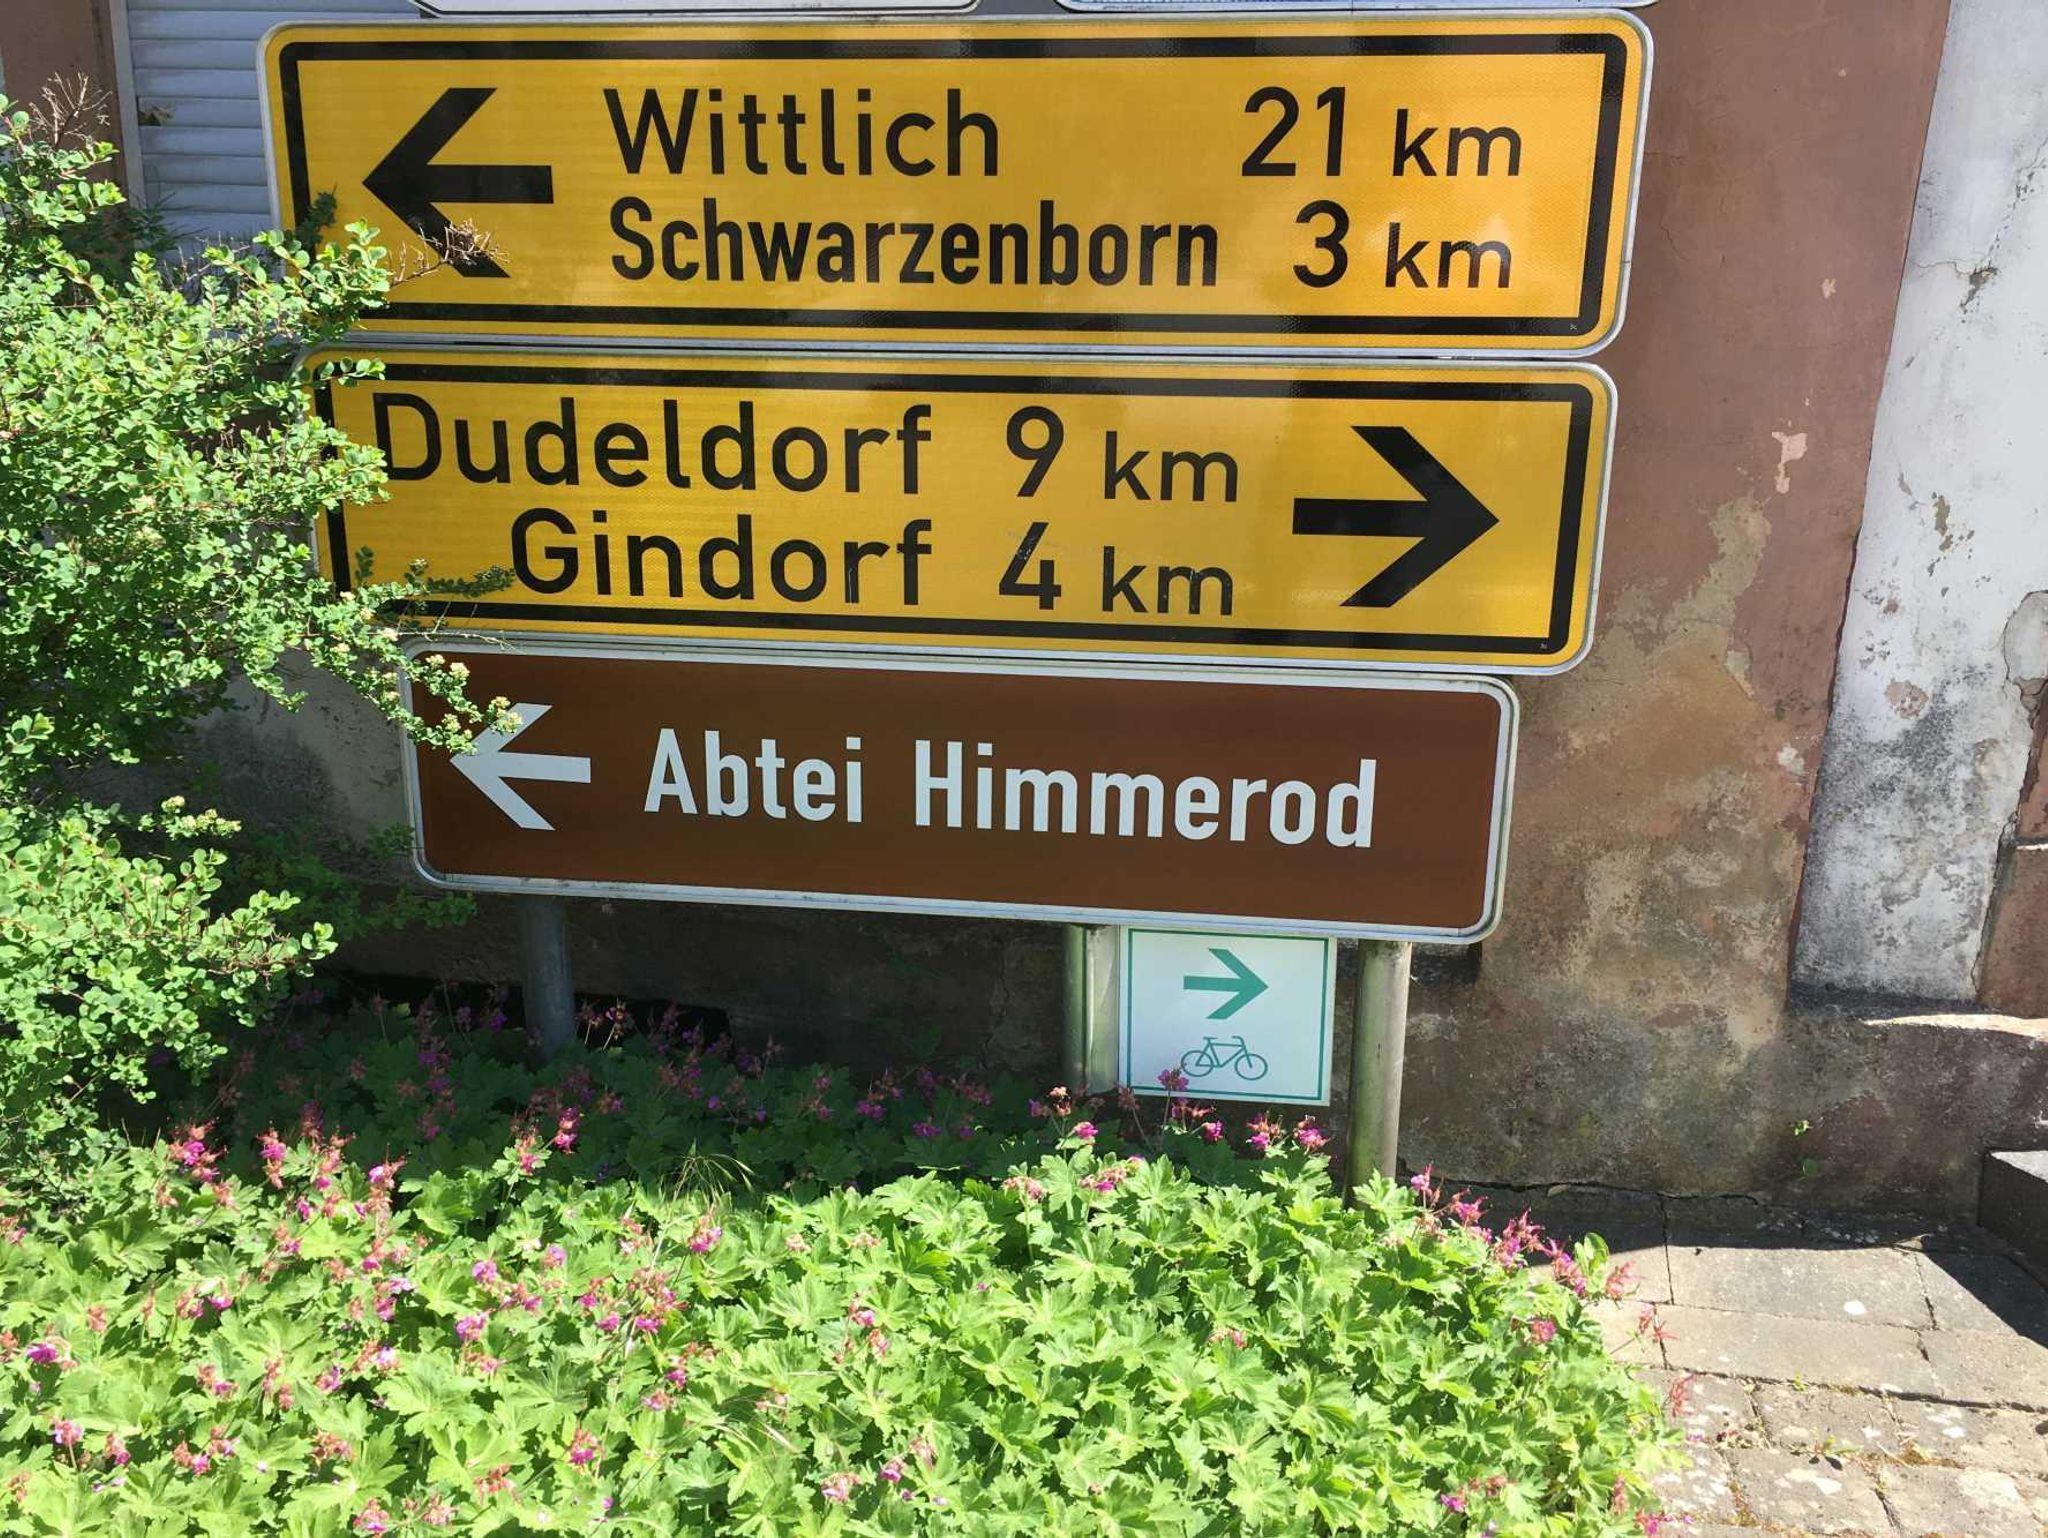 Wittlich 21 km
Schwarzenborn 3 km
Dudeldorf 9 km
Gindorf 4 km
Abtei Himmerod